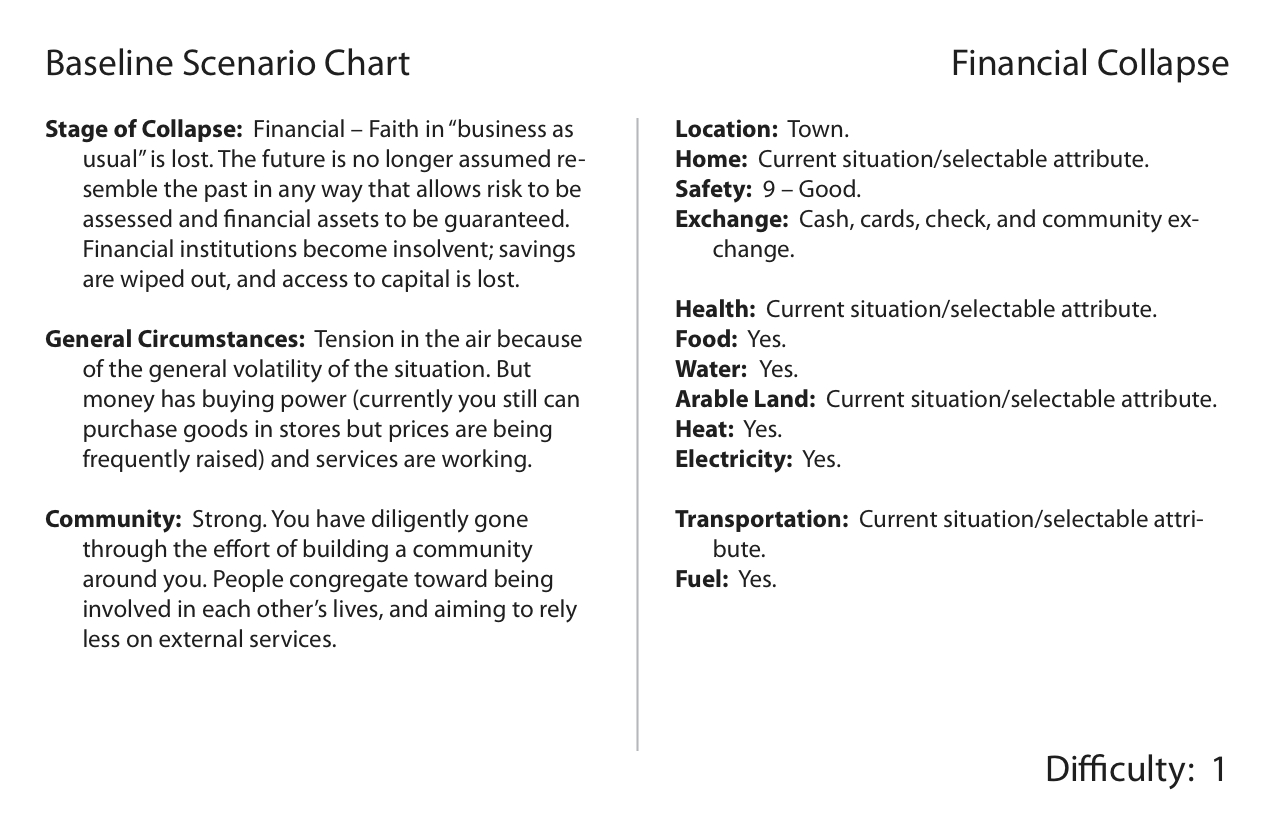 Baseline Scenario Chart
Financial Collapse
Stage of Collapse: Financial – Faith in “business as
usual” is lost. The future is no longer assumed re-
semble the past in any way that allows risk to be
assessed and financial assets to be guaranteed.
Financial institutions become insolvent; savings
are wiped out, and access to capital is lost.
General Circumstances: Tension in the air because
of the general volatility of the situation. But
money has buying power (currently you still can
purchase goods in stores but prices are being
frequently raised) and services are working.
Community: Strong. You have diligently gone
through the effort of building a community
around you. People congregate toward being
involved in each other’s lives, and aiming to rely
less on external services.
Location: Town.
Home: Current situation/selectable attribute.
Safety: 9 – Good.
Exchange: Cash, cards, check, and community ex-
change.
Health: Current situation/selectable attribute.
Food: Yes.
Water: Yes.
Arable Land: Current situation/selectable attribute.
Heat: Yes.
Electricity: Yes.
Transportation: Current situation/selectable attri-
bute.
Fuel: Yes.
Difficulty: 1